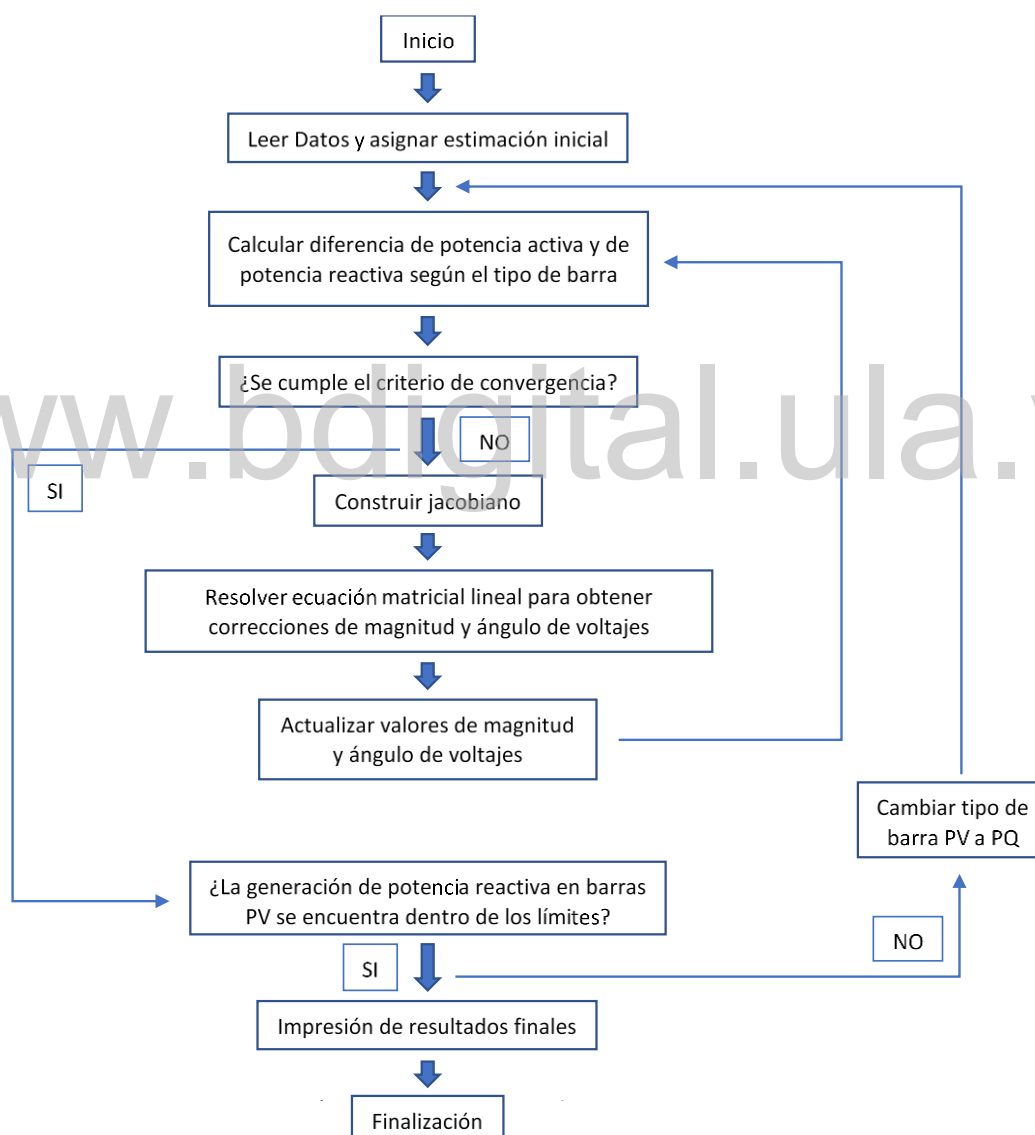 Inicio
Leer Datos y asignar estimación inicial
Calcular diferencia de potencia activa y de
potencia reactiva según el tipo de barra
¿Se cumple el criterio de convergencia?
NO
SI
Construir jacobiano
Resolver ecuación matricial lineal para obtener
correcciones de magnitud y ángulo de voltajes
Actualizar valores de magnitud
y ángulo de voltajes
Cambiar tipo de
barra PV a PQ
¿La generación de potencia reactiva en barras
PV se encuentra dentro de los límites?
NO
SI
Impresión de resultados finales
Finalización
www.bdigital.ula.v